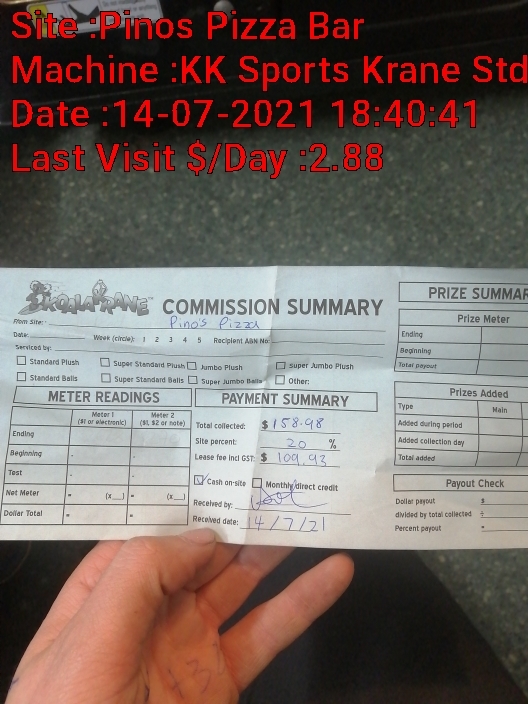 Site :Pinos Pizza Bar
Machine :KK Sports Krane Std
Date :14-07-2021 18:40:41
Last Visit $/Day :2.88
KOALA KRANE™ COMMISSION SUMMARY
From Site: Pino's Pizza
Date: Week (circle): 1 2 3 4 5 Recipient ABN No:
Serviced by:
Standard Plush Super Standard Plush Jumbo Plush Super Jumbo Plush
Standard Balls Super Standard Balls Super Jumbo Balls Other:
METER READINGS
Meter 1 Meter 2
($1 or electronic) ($1, $2 or note)
Ending
Beginning - -
Test - -
Net Meter = (x__) = (x__)
Dollar Total = =
PAYMENT SUMMARY
Total collected: $ 158.98
Site percent: 20 %
Lease fee incl GST: $ 109.93
Cash on-site Monthly direct credit
Received by:
Received date: 14/7/21
PRIZE SUMMAR
Prize Meter
Ending
Beginning
Total payout
Prizes Added
Type Main
Added during period
Added collection day
Total added
Payout Check
Dollar payout $
divided by total collected ÷
Percent payout =